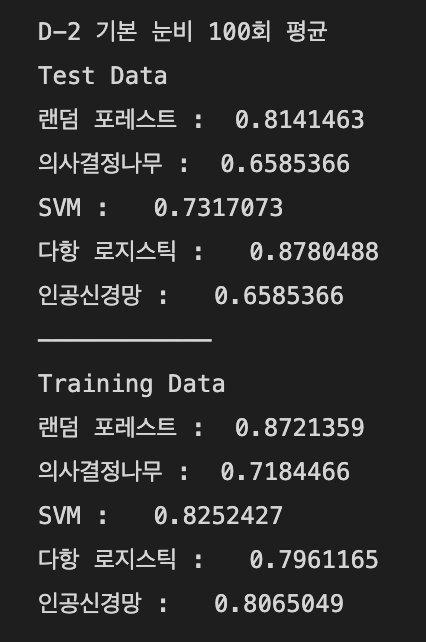 D-2 기본 눈비 100회 평균
Test Data
랜덤 포레스트 :  0.8141463
의사결정나무 :  0.6585366
SVM :   0.7317073
다항 로지스틱 :   0.8780488
인공신경망 :   0.6585366
————————————
Training Data
랜덤 포레스트 :  0.8721359
의사결정나무 :  0.7184466
SVM :   0.8252427
다항 로지스틱 :   0.7961165
인공신경망 :   0.8065049